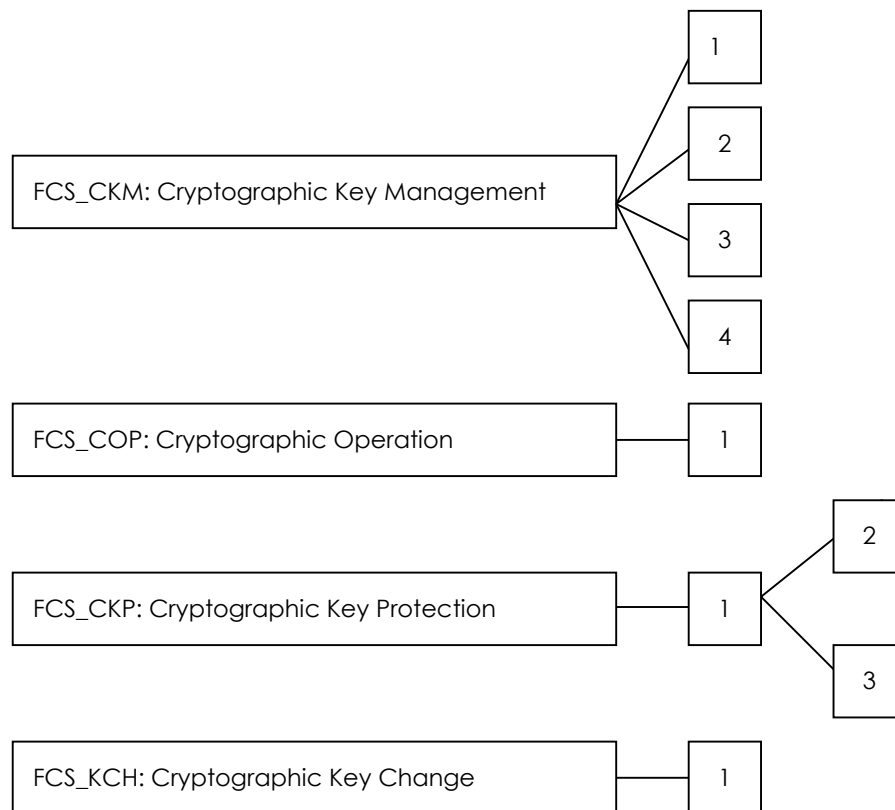 1
2
FCS_CKM: Cryptographic Key Management
3
4
FCS_COP: Cryptographic Operation 1
2
FCS_CKP: Cryptographic Key Protection 1
3
FCS_KCH: Cryptographic Key Change 1